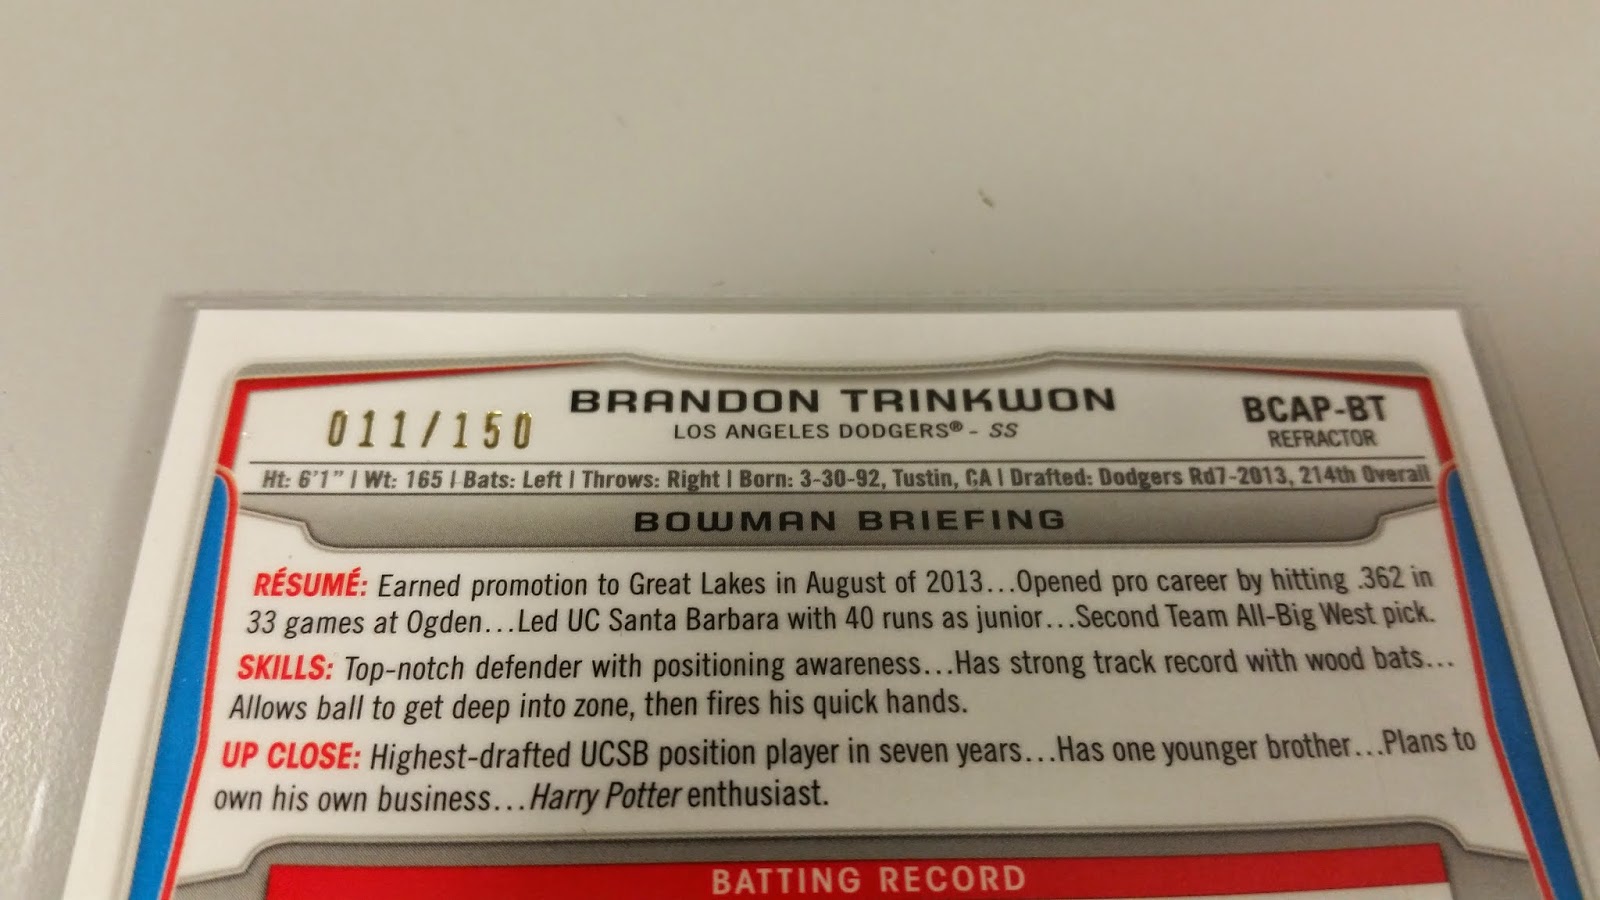 BRANDON TRINKWON
011/150
LOS ANGELES DODGERS® - SS
BCAP-BT
REFRACTOR
Ht: 6'1" | Wt: 165 | Bats: Left | Throws: Right | Born: 3-30-92, Tustin, CA | Drafted: Dodgers Rd7-2013, 214th Overall
BOWMAN BRIEFING
RÉSUMÉ: Earned promotion to Great Lakes in August of 2013...Opened pro career by hitting .362 in
33 games at Ogden...Led UC Santa Barbara with 40 runs as junior...Second Team All-Big West pick.
SKILLS: Top-notch defender with positioning awareness...Has strong track record with wood bats...
Allows ball to get deep into zone, then fires his quick hands.
UP CLOSE: Highest-drafted UCSB position player in seven years...Has one younger brother...Plans to
own his own business...Harry Potter enthusiast.
BATTING RECORD